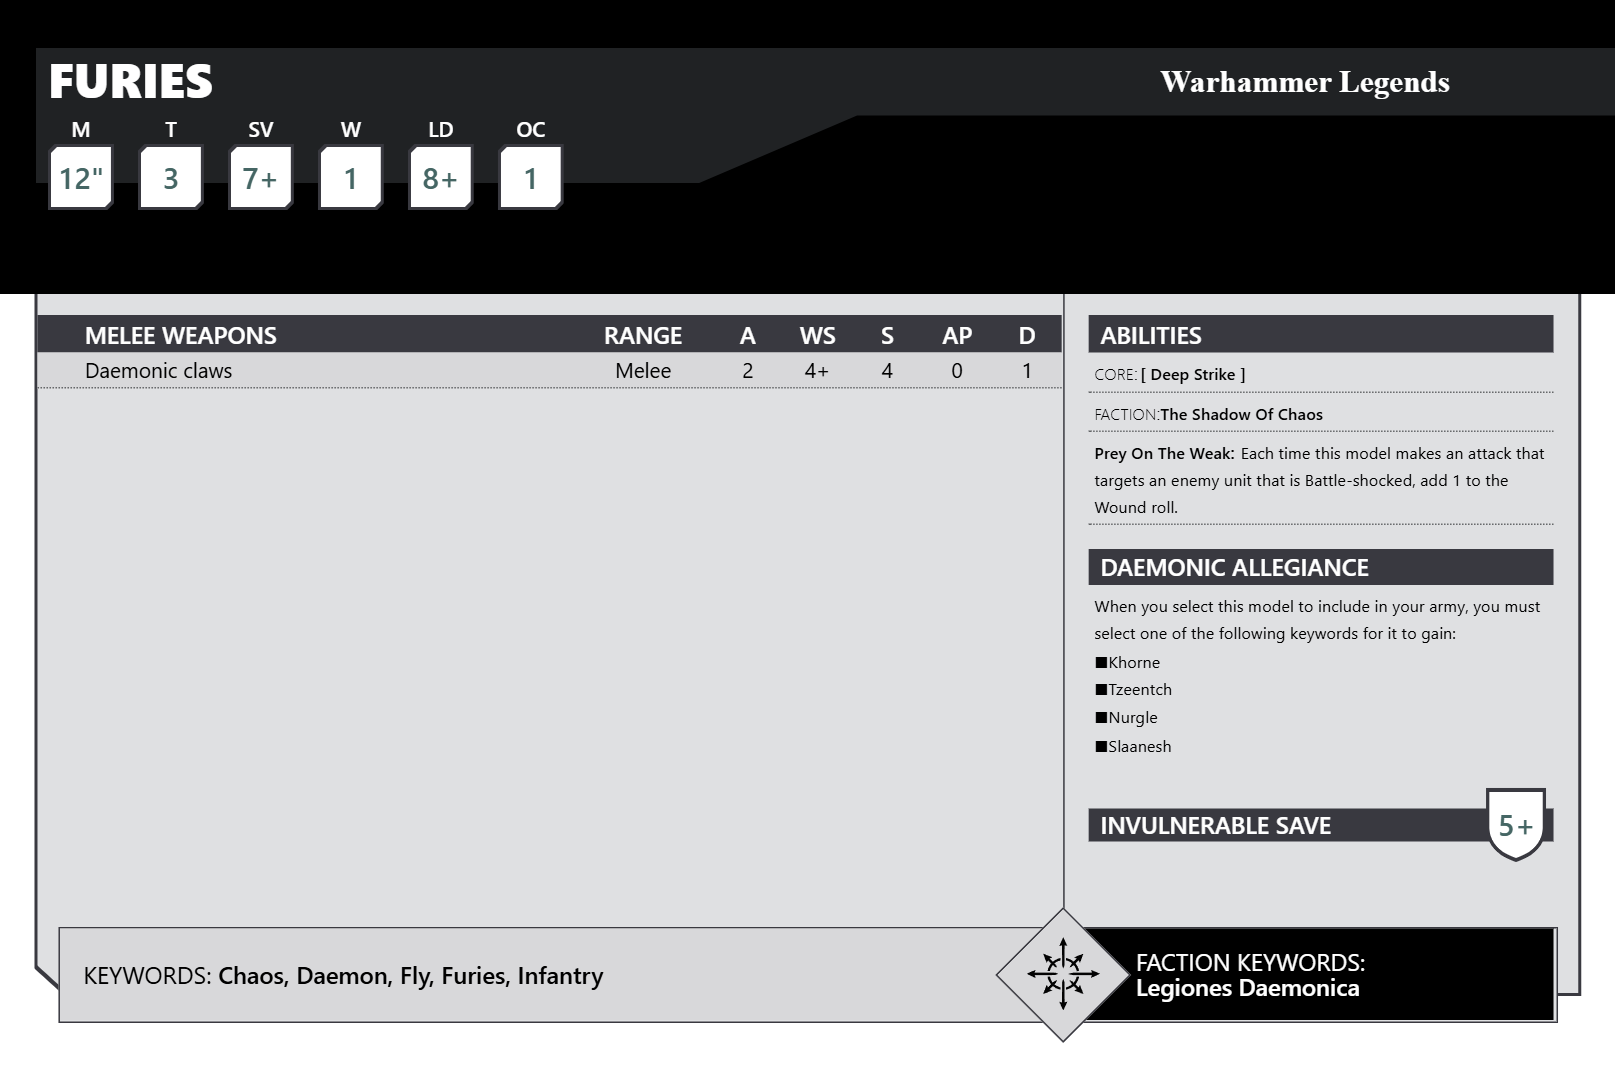 FURIES
Warhammer Legends
M T SV W LD OC
12" 3 7+ 1 8+ 1
MELEE WEAPONS RANGE A WS S AP D
Daemonic claws Melee 2 4+ 4 0 1
ABILITIES
CORE: [ Deep Strike ]
FACTION:The Shadow Of Chaos
Prey On The Weak: Each time this model makes an attack that
targets an enemy unit that is Battle-shocked, add 1 to the
Wound roll.
DAEMONIC ALLEGIANCE
When you select this model to include in your army, you must
select one of the following keywords for it to gain:
■Khorne
■Tzeentch
■Nurgle
■Slaanesh
INVULNERABLE SAVE 5+
KEYWORDS: Chaos, Daemon, Fly, Furies, Infantry
FACTION KEYWORDS:
Legiones Daemonica